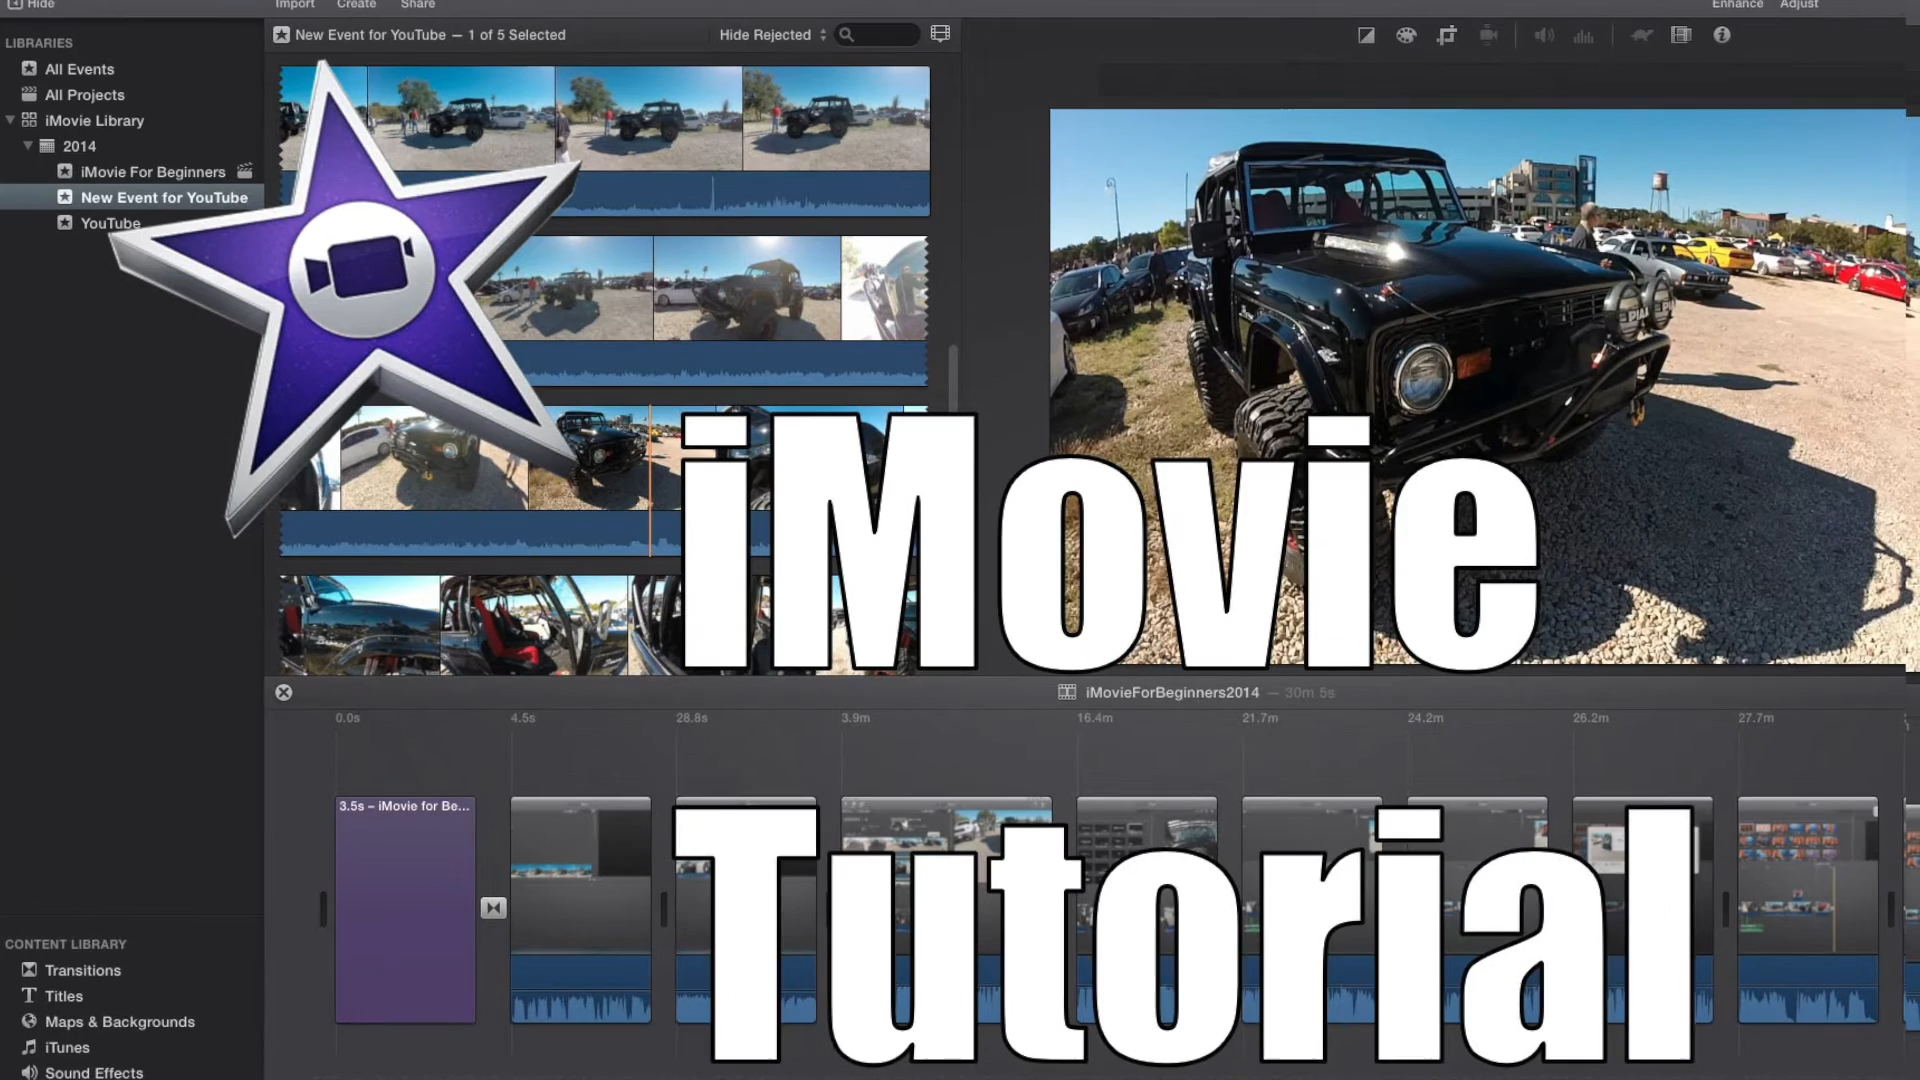 Hide
Import Create Share
Enhance Adjust
LIBRARIES
New Event for YouTube — 1 of 5 Selected
Hide Rejected
All Events
All Projects
iMovie Library
2014
iMovie For Beginners
New Event for YouTube
YouTube
PIAA
iMovie
iMovieForBeginners2014 — 30m 5s
0.0s 4.5s 28.8s 3.9m 16.4m 21.7m 24.2m 26.2m 27.7m
3.5s – iMovie for Be...
Tutorial
CONTENT LIBRARY
Transitions
Titles
Maps & Backgrounds
iTunes
Sound Effects